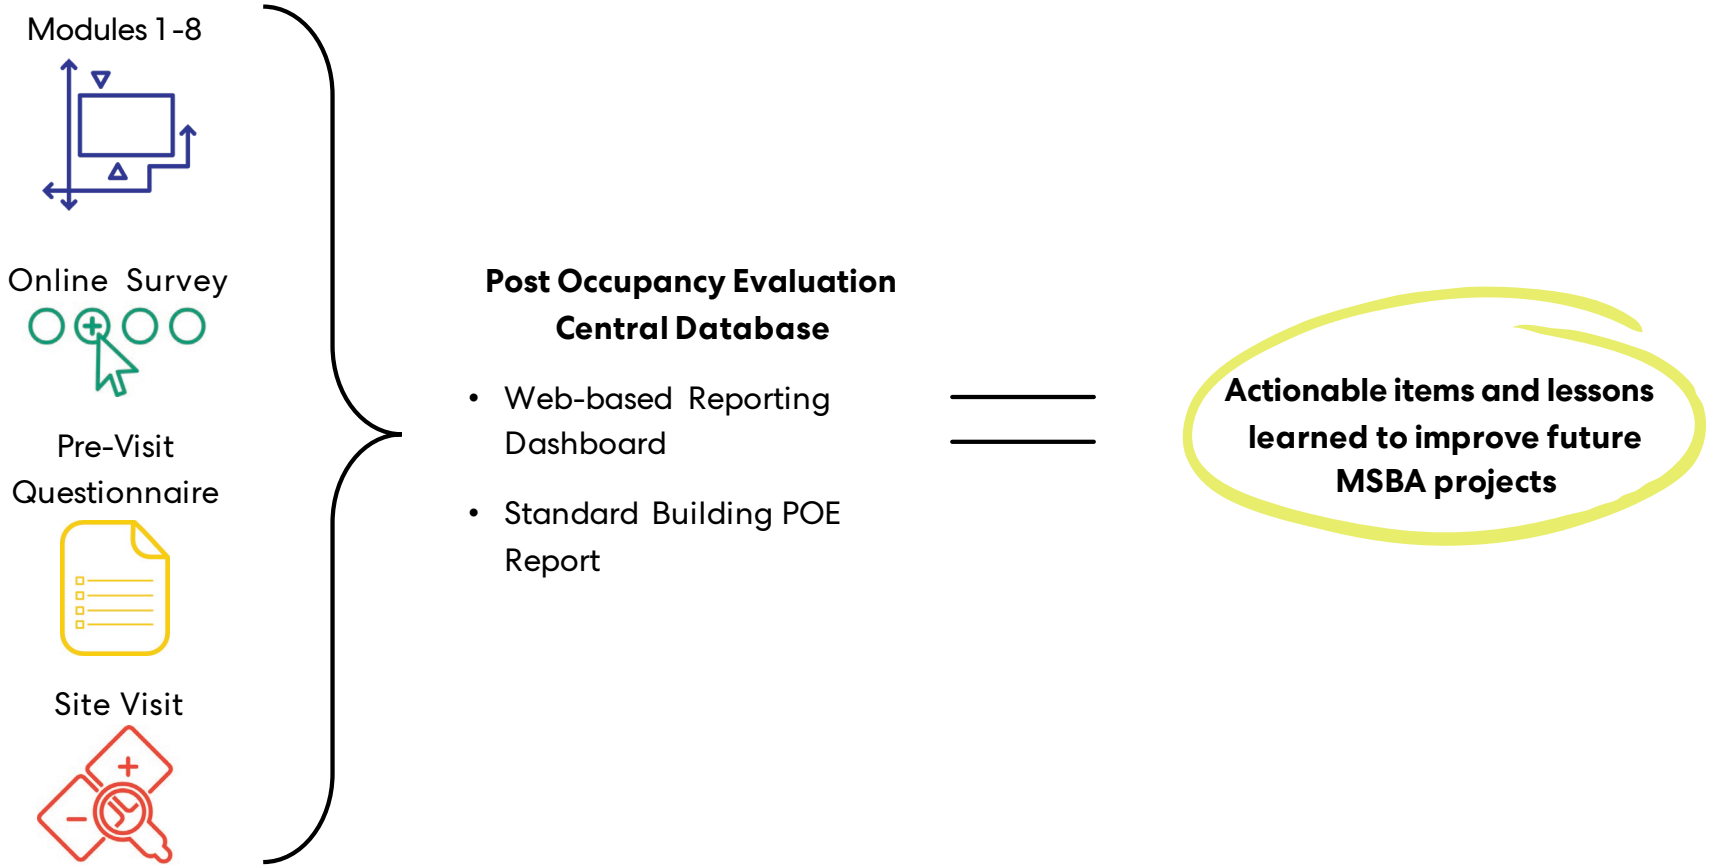 Modules 1-8
Online Survey
Pre-Visit
Questionnaire
Site Visit
Post Occupancy Evaluation
Central Database
• Web-based Reporting
Dashboard
• Standard Building POE
Report
Actionable items and lessons
learned to improve future
MSBA projects